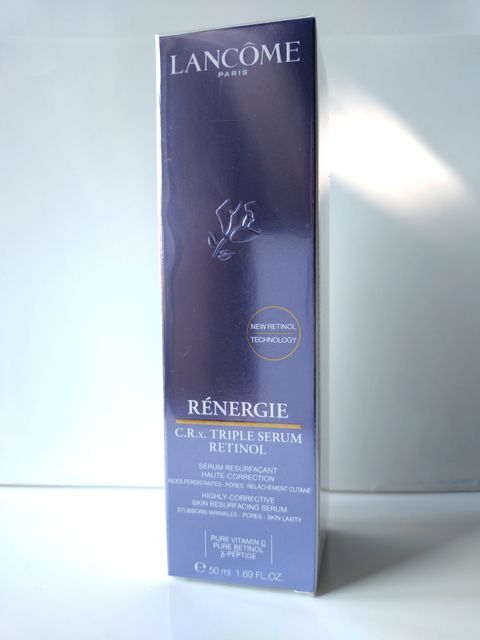 LANCÔME
PARIS
NEW RETINOL
TECHNOLOGY
RÉNERGIE
C.R.x. TRIPLE SERUM
RETINOL
SÉRUM RESURFAÇANT
HAUTE-CORRECTION
RIDES PERSISTANTES - PORES - RELÂCHEMENT CUTANÉ
HIGHLY-CORRECTIVE
SKIN RESURFACING SERUM
STUBBORN WRINKLES - PORES - SKIN LAXITY
PURE VITAMIN C
PURE RETINOL
X-PEPTIDE
℮ 50 ml 1.69 FL.OZ.